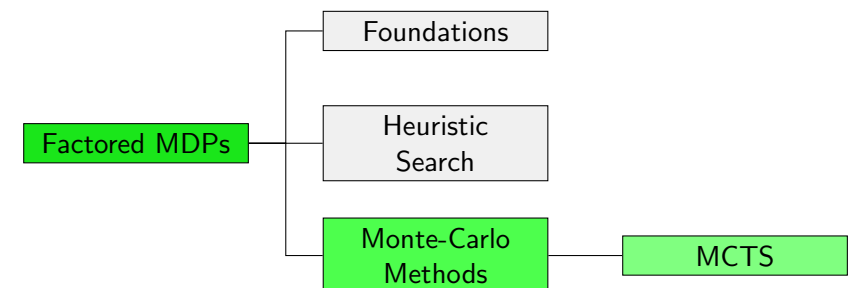 Foundations
Factored MDPs
Heuristic
Search
Monte-Carlo
Methods
MCTS